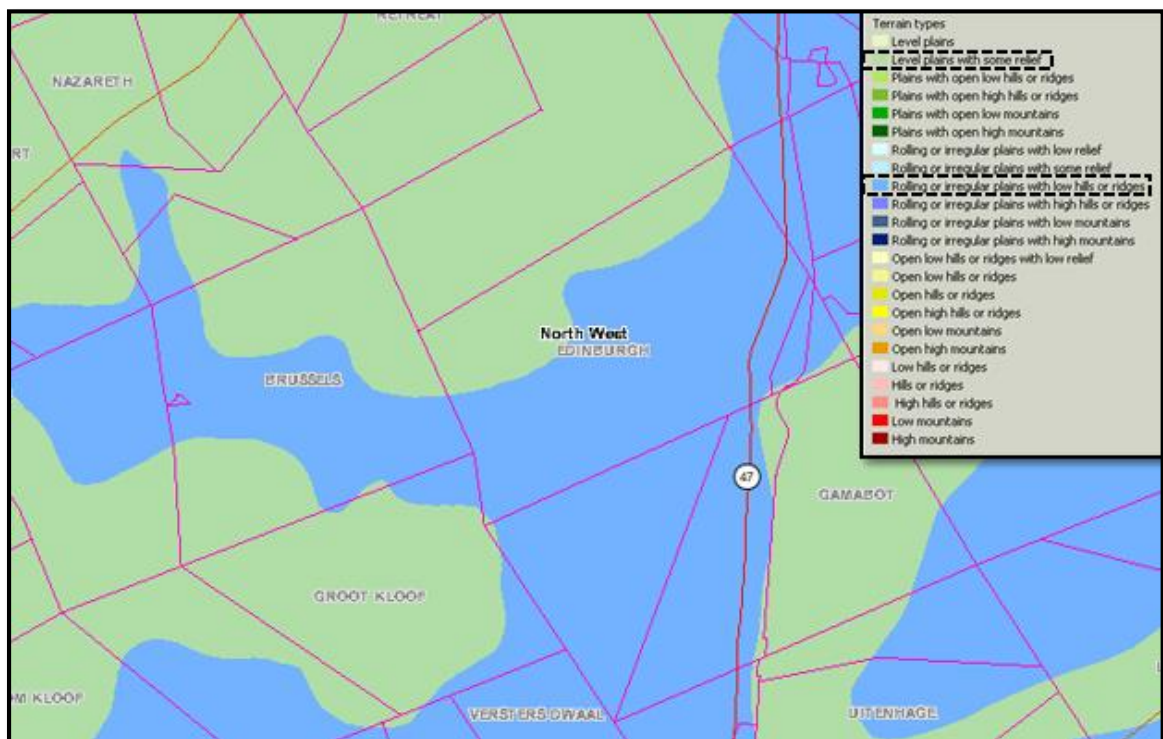 RETREAT
NAZARETH
RT
North West
EDINBURGH
BRUSSELS
47
GAMABOT
GROOT KLOOF
OM KLOOF
VERSTERS DWAAL
UITENHAGE
L
Terrain types
Level plains
Level plains with some relief
Plains with open low hills or ridges
Plains with open high hills or ridges
Plains with open low mountains
Plains with open high mountains
Rolling or irregular plains with low relief
Rolling or irregular plains with some relief
Rolling or irregular plains with low hills or ridges
Rolling or irregular plains with high hills or ridges
Rolling or irregular plains with low mountains
Rolling or irregular plains with high mountains
Open low hills or ridges with low relief
Open low hills or ridges
Open hills or ridges
Open high hills or ridges
Open low mountains
Open high mountains
Low hills or ridges
Hills or ridges
High hills or ridges
Low mountains
High mountains